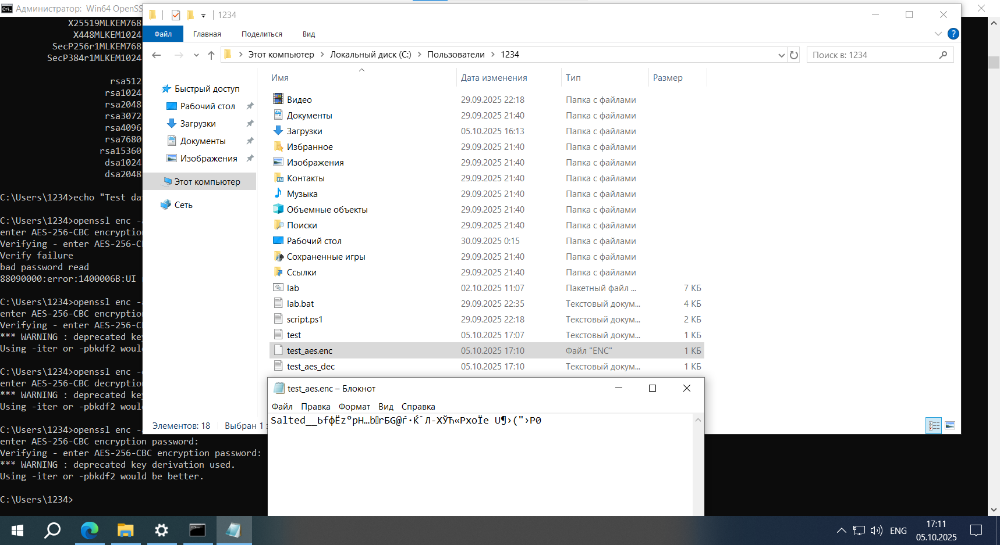 Администратор: Win64 OpenSS
X25519MLKEM768
X448MLKEM1024
SecP256r1MLKEM768
SecP384r1MLKEM1024
rsa512
rsa1024
rsa2048
rsa3072
rsa4096
rsa7680
rsa15360
dsa1024
dsa2048
C:\Users\1234>echo "Test da
C:\Users\1234>openssl enc -
enter AES-256-CBC encryption
Verifying - enter AES-256-C
Verify failure
bad password read
88090000:error:1400006B:UI
C:\Users\1234>openssl enc -
enter AES-256-CBC encryption
Verifying - enter AES-256-C
*** WARNING : deprecated key
Using -iter or -pbkdf2 would
C:\Users\1234>openssl enc -
enter AES-256-CBC decryption
*** WARNING : deprecated key
Using -iter or -pbkdf2 would
C:\Users\1234>openssl enc -
enter AES-256-CBC encryption password:
Verifying - enter AES-256-CBC encryption password:
*** WARNING : deprecated key derivation used.
Using -iter or -pbkdf2 would be better.
C:\Users\1234>
1234
Файл Главная Поделиться Вид
Этот компьютер > Локальный диск (C:) > Пользователи > 1234
Поиск в: 1234
Быстрый доступ
Рабочий стол
Загрузки
Документы
Изображения
Этот компьютер
Сеть
Имя Дата изменения Тип Размер
Видео 29.09.2025 22:18 Папка с файлами
Документы 29.09.2025 21:40 Папка с файлами
Загрузки 05.10.2025 16:13 Папка с файлами
Избранное 29.09.2025 21:40 Папка с файлами
Изображения 29.09.2025 21:40 Папка с файлами
Контакты 29.09.2025 21:40 Папка с файлами
Музыка 29.09.2025 21:40 Папка с файлами
Объемные объекты 29.09.2025 21:40 Папка с файлами
Поиски 29.09.2025 21:40 Папка с файлами
Рабочий стол 30.09.2025 0:15 Папка с файлами
Сохраненные игры 29.09.2025 21:40 Папка с файлами
Ссылки 29.09.2025 21:40 Папка с файлами
lab 02.10.2025 11:07 Пакетный файл ... 7 КБ
lab.bat 29.09.2025 22:35 Текстовый докум... 4 КБ
script.ps1 29.09.2025 22:18 Текстовый докум... 2 КБ
test 05.10.2025 17:07 Текстовый докум... 1 КБ
test_aes.enc 05.10.2025 17:10 Файл "ENC" 1 КБ
test_aes_dec 05.10.2025 17:10 Текстовый докум... 1 КБ
Элементов: 18 Выбран 1
test_aes.enc – Блокнот
Файл Правка Формат Вид Справка
Salted__ЬfфЁz°pH…b rБG@ѓ·Ќ`Л-ХЎЋ«РхоЇе U¶›("›Р0
ENG
17:11
05.10.2025